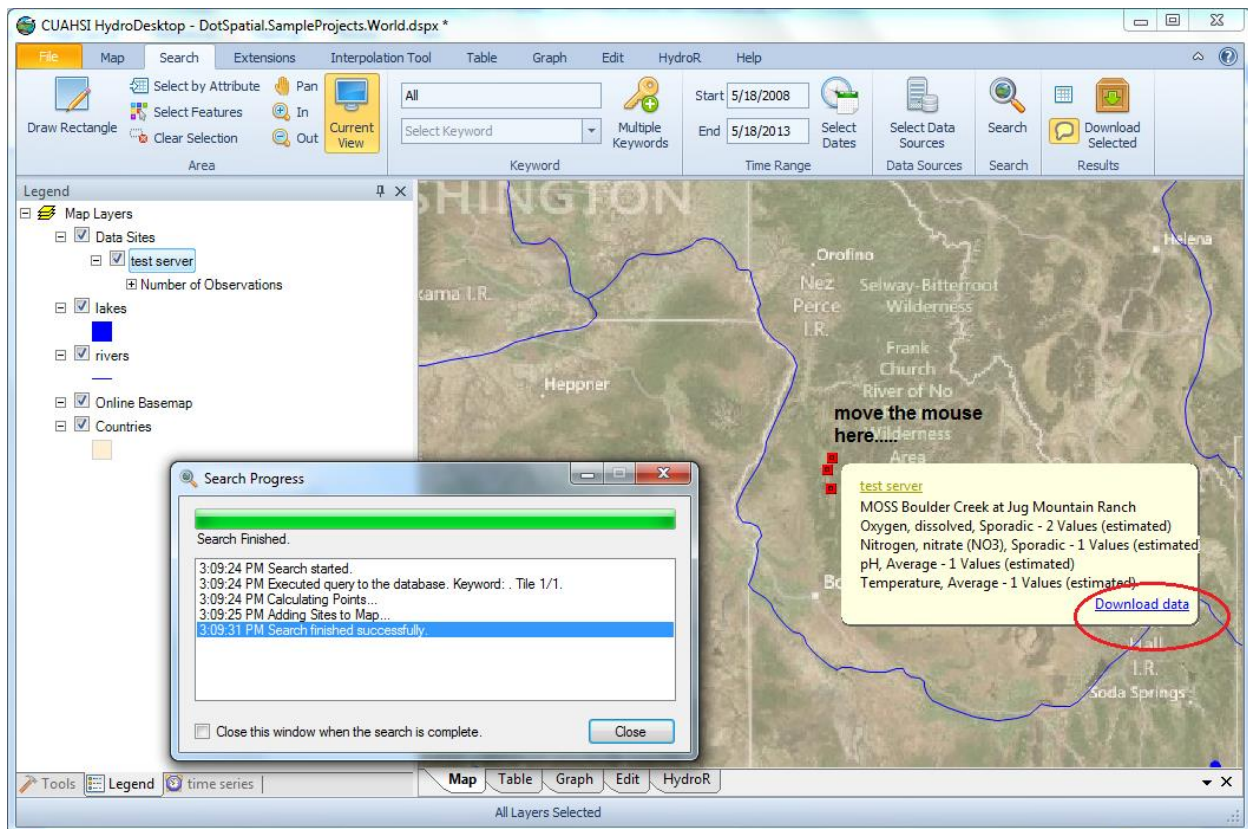 CUAHSI HydroDesktop - DotSpatial.SampleProjects.World.dspx *
File Map Search Extensions Interpolation Tool Table Graph Edit HydroR Help
Draw Rectangle
Select by Attribute
Select Features
Clear Selection
Pan
In
Out
Current
View
Area
All
Select Keyword
Multiple
Keywords
Keyword
Start 5/18/2008
End 5/18/2013
Select
Dates
Time Range
Select Data
Sources
Data Sources
Search
Search
Download
Selected
Results
Legend
Map Layers
Data Sites
test server
Number of Observations
lakes
rivers
Online Basemap
Countries
SHINGTON
kama I.R.
Heppner
Orofino
Nez
Perce
I.R.
Selway-Bitterroot
Wilderness
Helena
Frank
Church
River of No
Wilderness
Area
move the mouse
here.....
test server
MOSS Boulder Creek at Jug Mountain Ranch
Oxygen, dissolved, Sporadic - 2 Values (estimated)
Nitrogen, nitrate (NO3), Sporadic - 1 Values (estimated
pH, Average - 1 Values (estimated)
Temperature, Average - 1 Values (estimated)
Download data
Bo
Hall
I.R.
Soda Springs
Search Progress
Search Finished.
3:09:24 PM Search started.
3:09:24 PM Executed query to the database. Keyword: . Tile 1/1.
3:09:24 PM Calculating Points...
3:09:25 PM Adding Sites to Map...
3:09:31 PM Search finished successfully.
Close this window when the search is complete.
Close
Tools Legend time series
Map Table Graph Edit HydroR
All Layers Selected